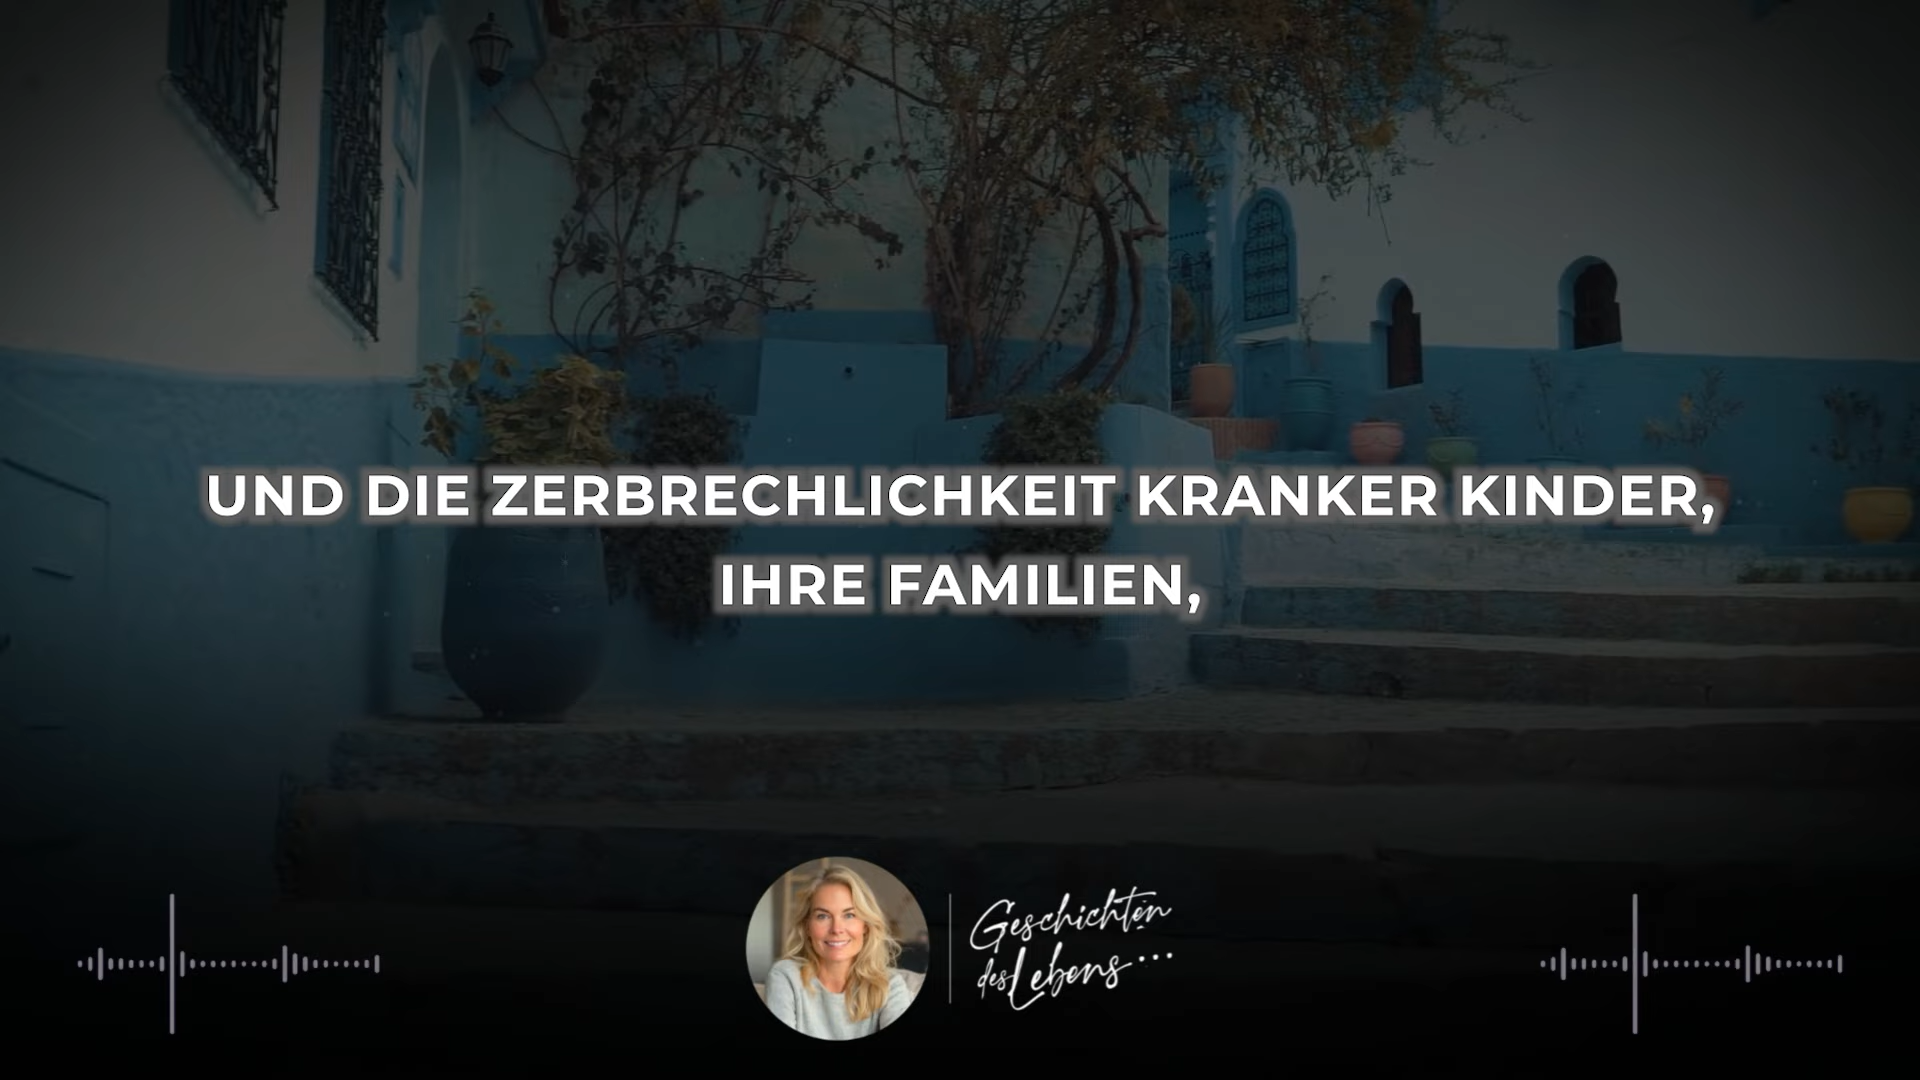 UND DIE ZERBRECHLICHKEIT KRANKER KINDER,
IHRE FAMILIEN,
Geschichten
des Lebens...